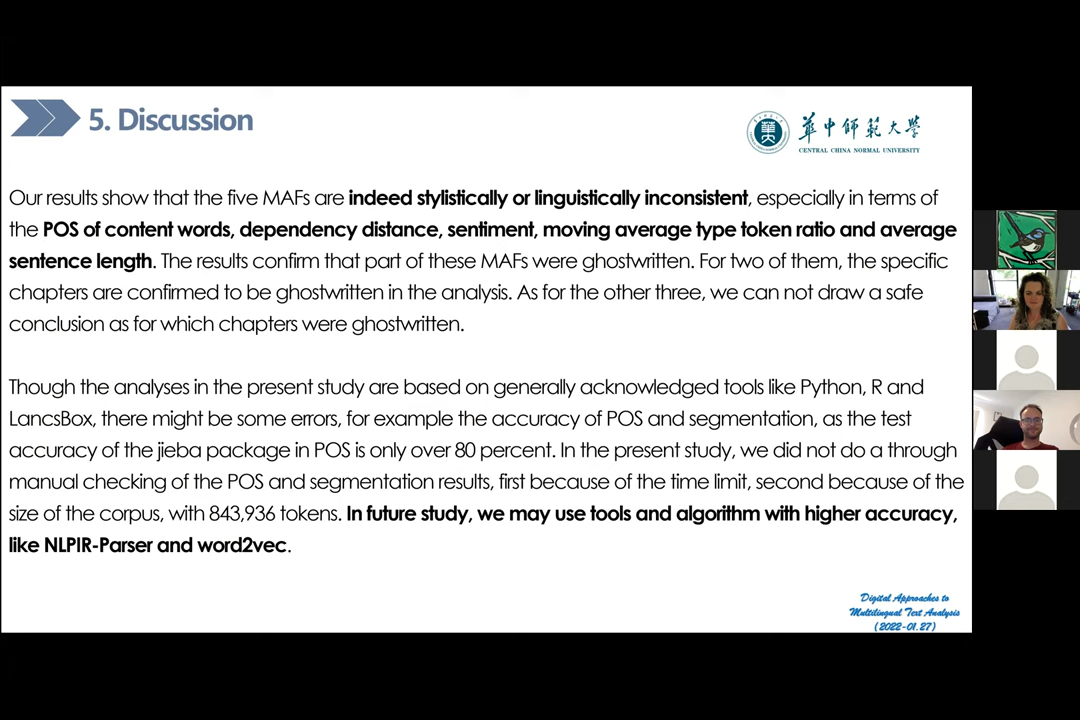 5. Discussion
華中師範大學
CENTRAL CHINA NORMAL UNIVERSITY
Our results show that the five MAFs are indeed stylistically or linguistically inconsistent, especially in terms of
the POS of content words, dependency distance, sentiment, moving average type token ratio and average
sentence length. The results confirm that part of these MAFs were ghostwritten. For two of them, the specific
chapters are confirmed to be ghostwritten in the analysis. As for the other three, we can not draw a safe
conclusion as for which chapters were ghostwritten.
Though the analyses in the present study are based on generally acknowledged tools like Python, R and
LancsBox, there might be some errors, for example the accuracy of POS and segmentation, as the test
accuracy of the jieba package in POS is only over 80 percent. In the present study, we did not do a through
manual checking of the POS and segmentation results, first because of the time limit, second because of the
size of the corpus, with 843,936 tokens. In future study, we may use tools and algorithm with higher accuracy,
like NLPIR-Parser and word2vec.
Digital Approaches to
Multilingual Text Analysis
(2022-01.27)